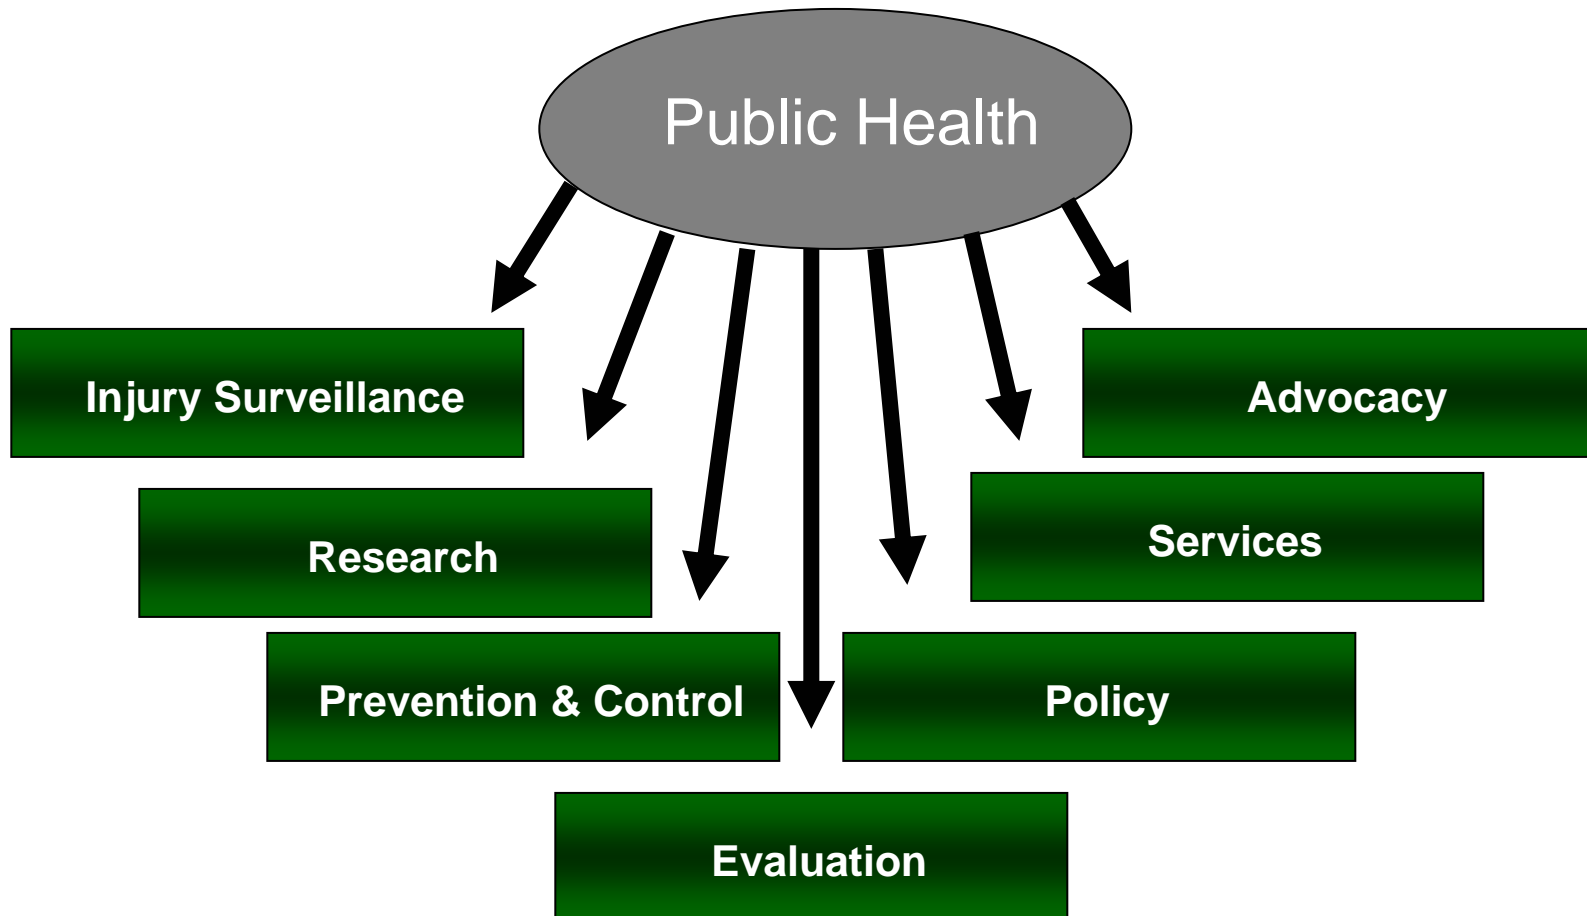 Public Health
Injury Surveillance
Advocacy
Research
Services
Prevention & Control
Policy
Evaluation